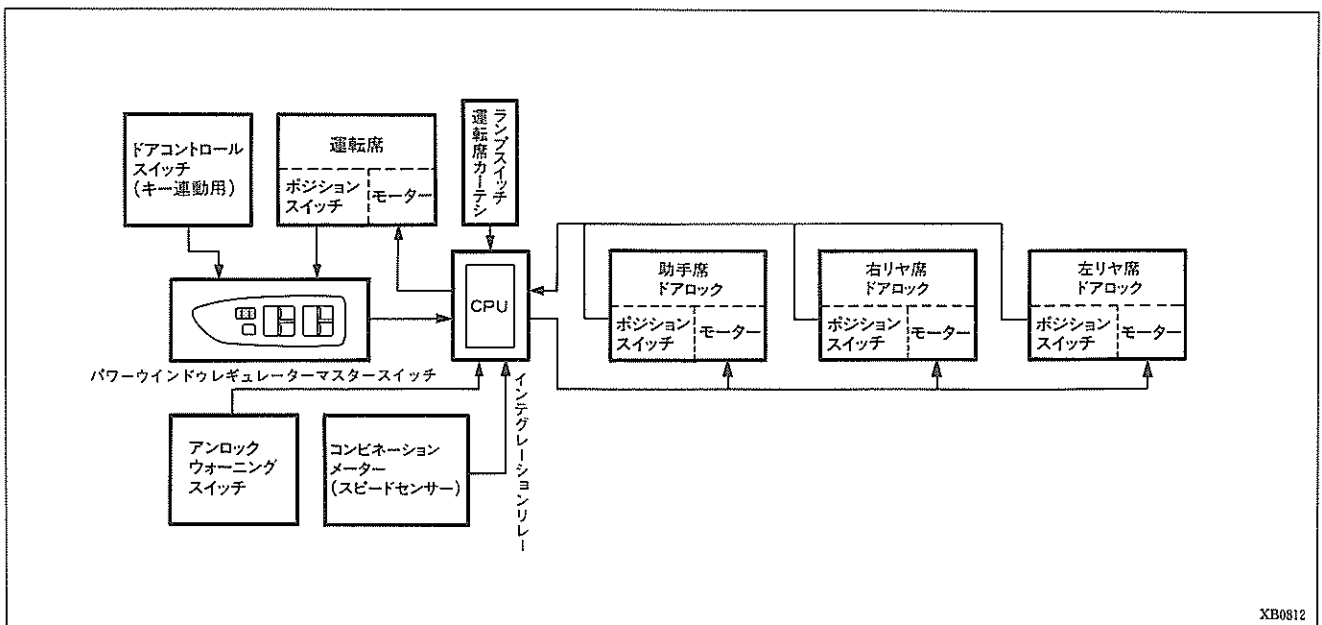 ドアコントロール
スイッチ
(キー連動用)
運転席
ポジション
スイッチ
モーター
運転席カーテシ
ランプスイッチ
CPU
助手席
ドアロック
ポジション
スイッチ
モーター
右リヤ席
ドアロック
ポジション
スイッチ
モーター
左リヤ席
ドアロック
ポジション
スイッチ
モーター
パワーウインドゥレギュレーターマスタースイッチ
インテグレーションリレー
アンロック
ウォーニング
スイッチ
コンビネーション
メーター
(スピードセンサー)
XB0812